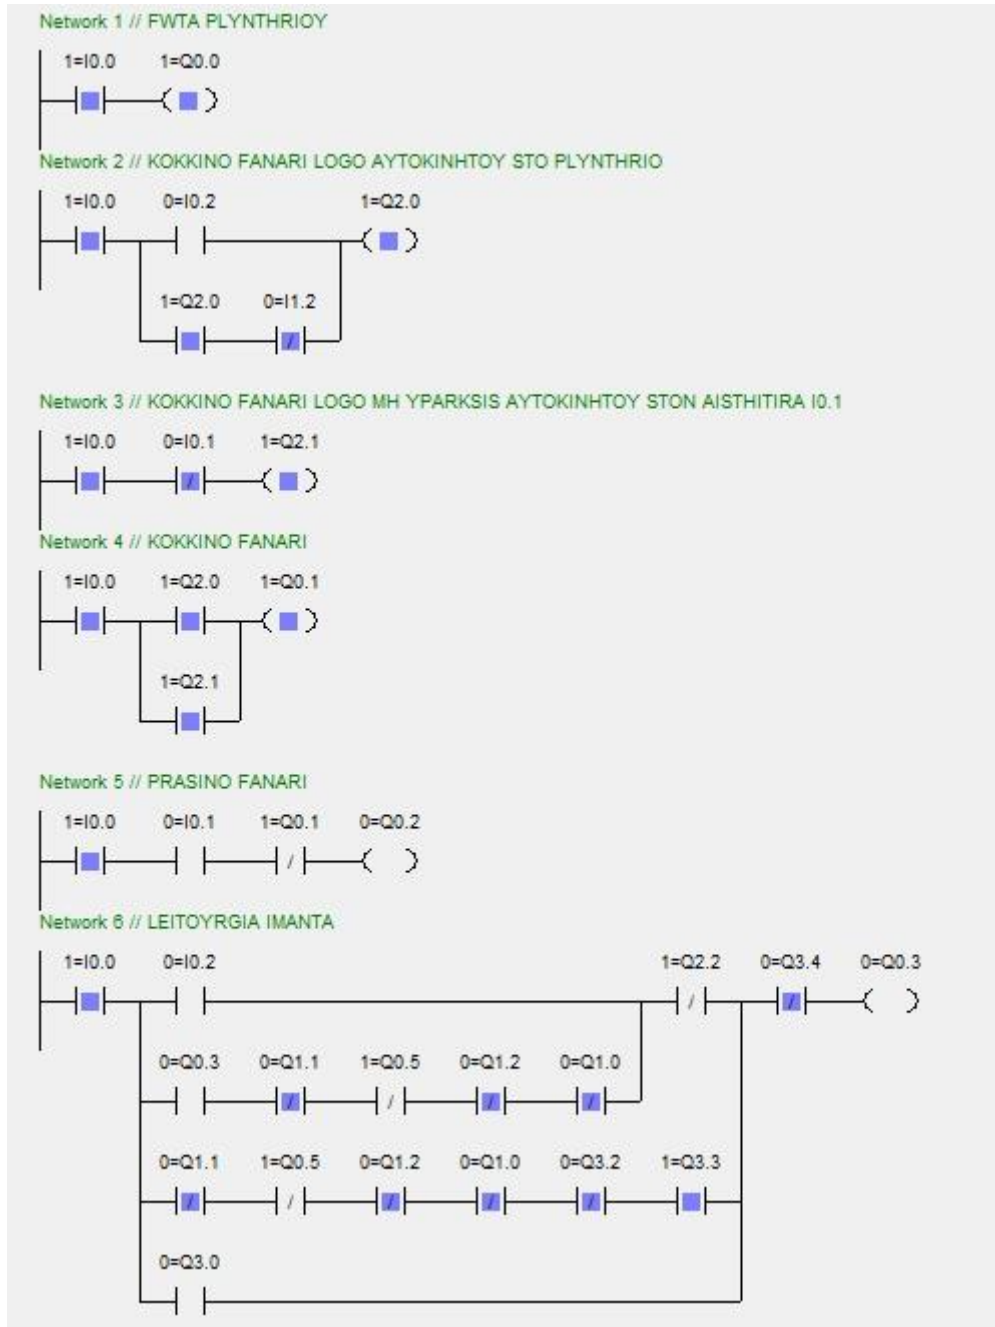 Network 1 // FWTA PLYNTHRIOY
1=I0.0 1=Q0.0
Network 2 // KOKKINO FANARI LOGO AYTOKINHTOY STO PLYNTHRIO
1=I0.0 0=I0.2 1=Q2.0
1=Q2.0 0=I1.2
Network 3 // KOKKINO FANARI LOGO MH YPARKSIS AYTOKINHTOY STON AISTHITIRA I0.1
1=I0.0 0=I0.1 1=Q2.1
Network 4 // KOKKINO FANARI
1=I0.0 1=Q2.0 1=Q0.1
1=Q2.1
Network 5 // PRASINO FANARI
1=I0.0 0=I0.1 1=Q0.1 0=Q0.2
Network 6 // LEITOYRGIA IMANTA
1=I0.0 0=I0.2 1=Q2.2 0=Q3.4 0=Q0.3
0=Q0.3 0=Q1.1 1=Q0.5 0=Q1.2 0=Q1.0
0=Q1.1 1=Q0.5 0=Q1.2 0=Q1.0 0=Q3.2 1=Q3.3
0=Q3.0